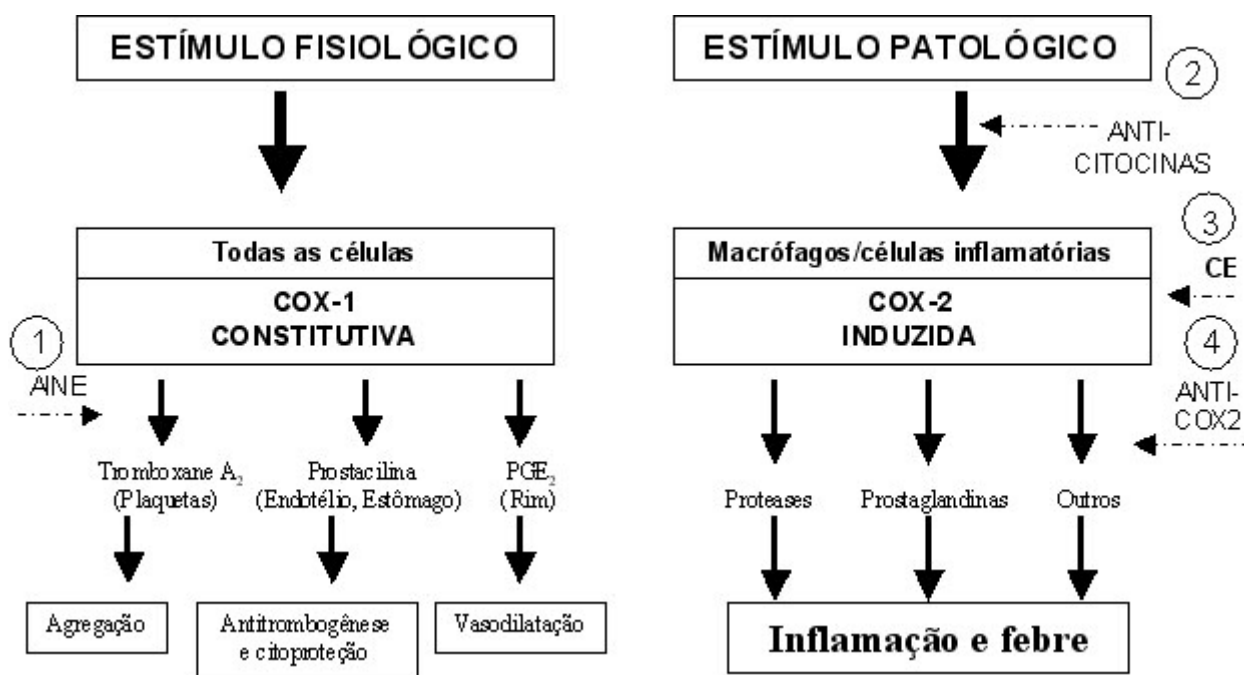 ESTÍMULO FISIOLÓGICO
Todas as células
COX-1
CONSTITUTIVA
1
AINE
Tromboxane A₂
(Plaquetas)
Prostacilina
(Endotélio, Estômago)
PGE₂
(Rim)
Agregação
Antitrombogênese
e citoproteção
Vasodilatação
ESTÍMULO PATOLÓGICO
2
ANTI-
CITOCINAS
Macrófagos/células inflamatórias
COX-2
INDUZIDA
3
CE
4
ANTI-
COX2
Proteases
Prostaglandinas
Outros
Inflamação e febre